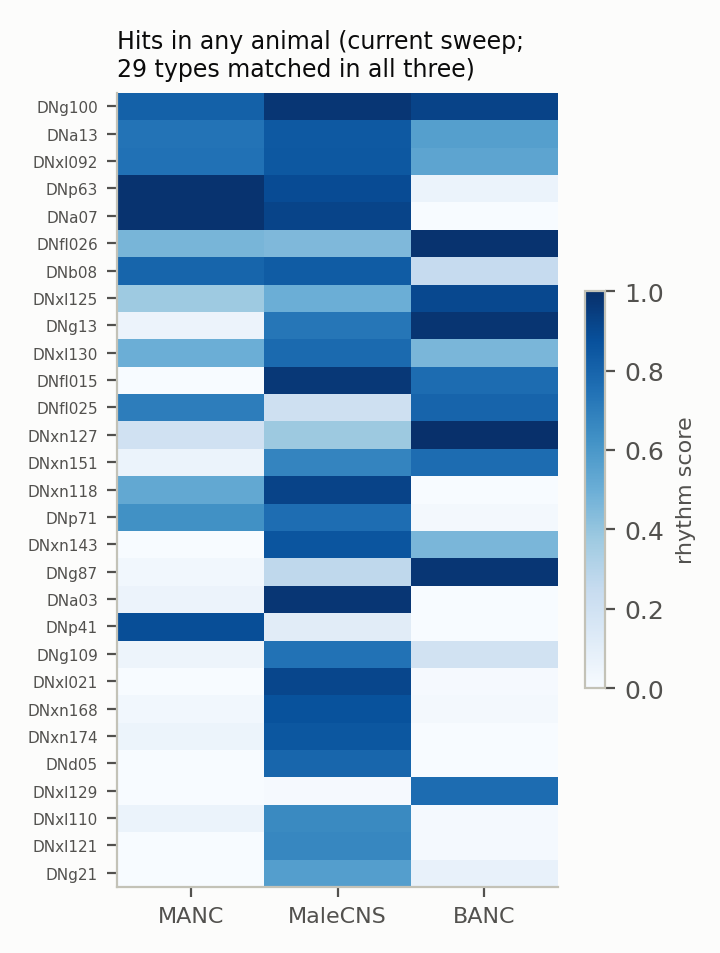 Hits in any animal (current sweep;
29 types matched in all three)
DNg100
DNa13
DNxl092
DNp63
DNa07
DNfl026
DNb08
DNxl125
DNg13
DNxl130
DNfl015
DNfl025
DNxn127
DNxn151
DNxn118
DNp71
DNxn143
DNg87
DNa03
DNp41
DNg109
DNxl021
DNxn168
DNxn174
DNd05
DNxl129
DNxl110
DNxl121
DNg21
MANC MaleCNS BANC
1.0
0.8
0.6
0.4
0.2
0.0
rhythm score